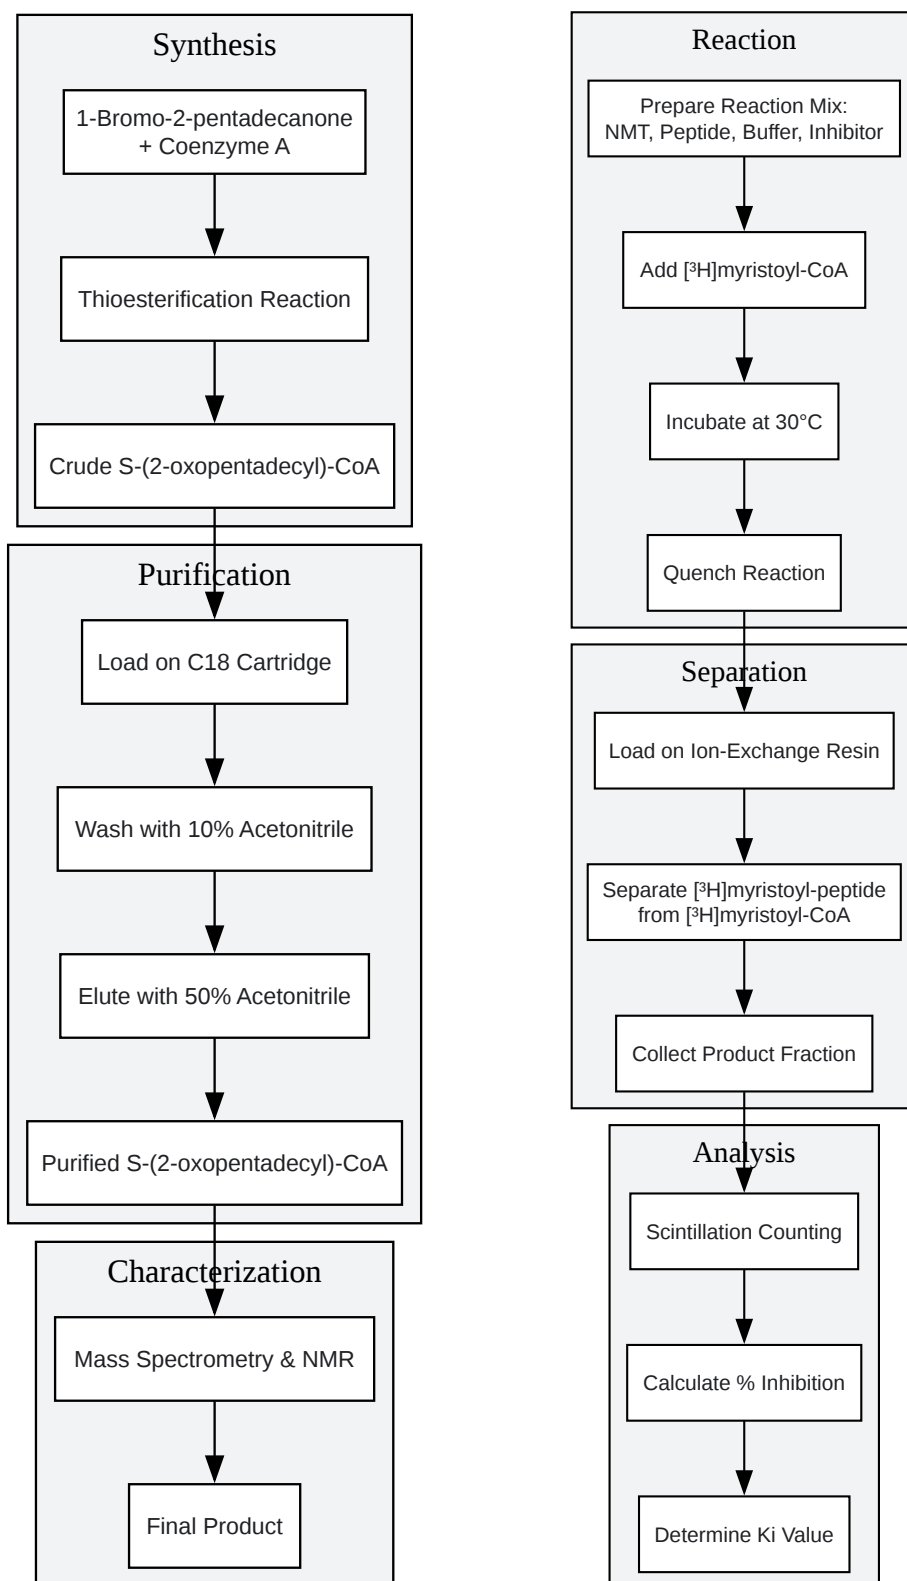 Synthesis
1-Bromo-2-pentadecanone
+ Coenzyme A
Thioesterification Reaction
Crude S-(2-oxopentadecyl)-CoA
Purification
Load on C18 Cartridge
Wash with 10% Acetonitrile
Elute with 50% Acetonitrile
Purified S-(2-oxopentadecyl)-CoA
Characterization
Mass Spectrometry & NMR
Final Product
Reaction
Prepare Reaction Mix:
NMT, Peptide, Buffer, Inhibitor
Add [³H]myristoyl-CoA
Incubate at 30°C
Quench Reaction
Separation
Load on Ion-Exchange Resin
Separate [³H]myristoyl-peptide
from [³H]myristoyl-CoA
Collect Product Fraction
Analysis
Scintillation Counting
Calculate % Inhibition
Determine Ki Value